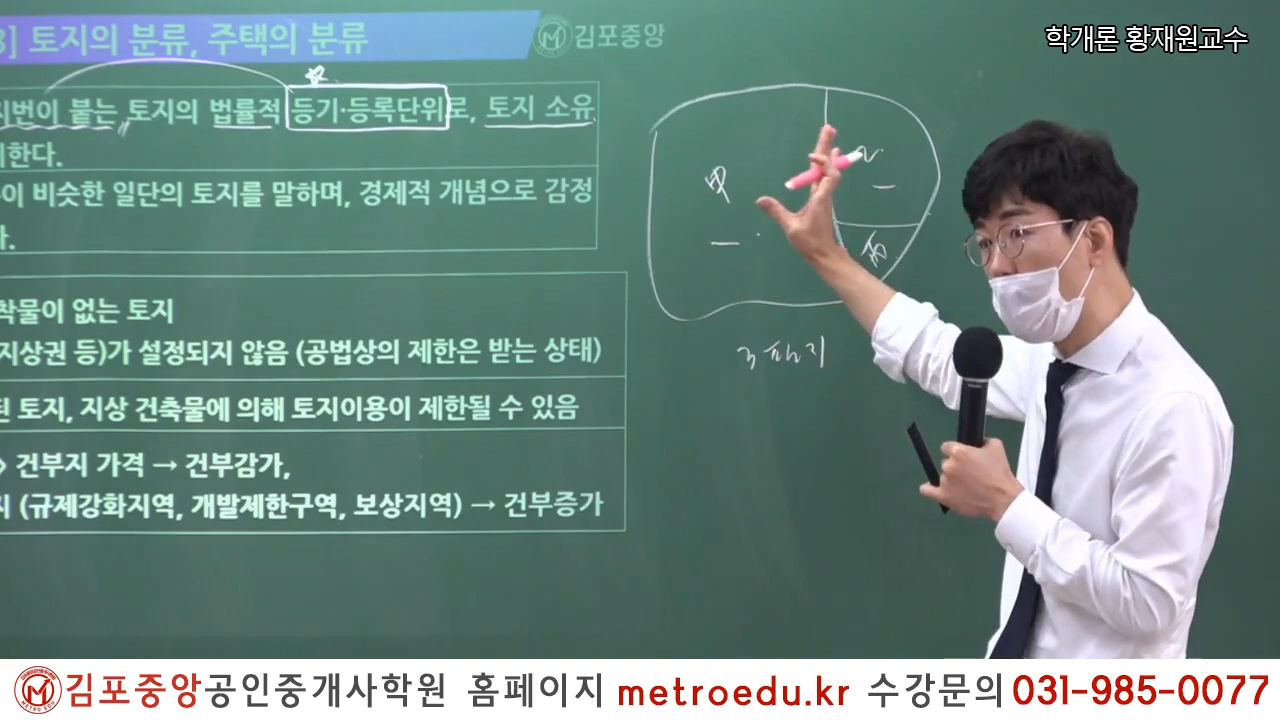 3] 토지의 분류, 주택의 분류
김포중앙
학개론 황재원교수
지번이 붙는 토지의 법률적 등기·등록단위로, 토지 소유
한다.
이 비슷한 일단의 토지를 말하며, 경제적 개념으로 감정
다.
착물이 없는 토지
지상권 등)가 설정되지 않음 (공법상의 제한은 받는 상태)
된 토지, 지상 건축물에 의해 토지이용이 제한될 수 있음
건부지 가격 → 건부감가,
지 (규제강화지역, 개발제한구역, 보상지역) → 건부증가
甲
乙
一
一
丙
3필지
김포중앙공인중개사학원 홈페이지 metroedu.kr 수강문의 031-985-0077